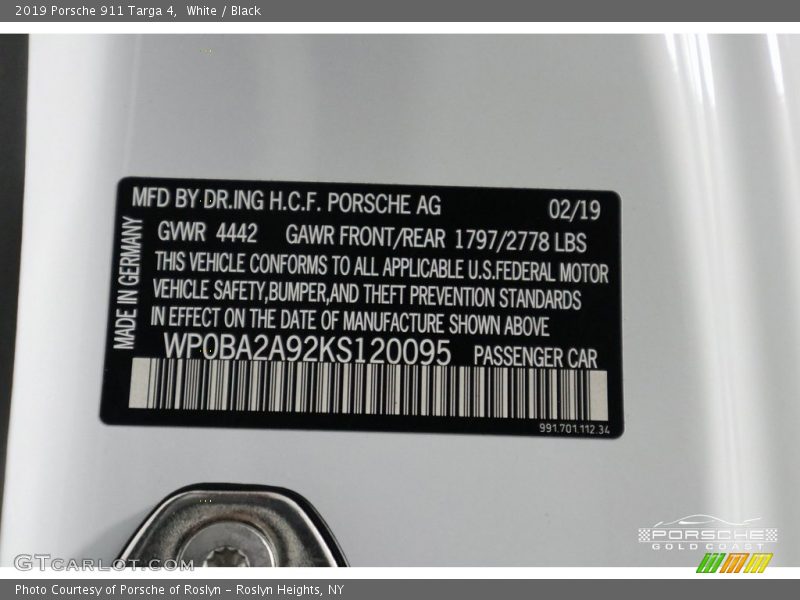 2019 Porsche 911 Targa 4, White / Black
MFD BY DR.ING H.C.F. PORSCHE AG 02/19
GVWR 4442 GAWR FRONT/REAR 1797/2778 LBS
THIS VEHICLE CONFORMS TO ALL APPLICABLE U.S.FEDERAL MOTOR
VEHICLE SAFETY,BUMPER,AND THEFT PREVENTION STANDARDS
IN EFFECT ON THE DATE OF MANUFACTURE SHOWN ABOVE
WP0BA2A92KS120095 PASSENGER CAR
991.701.112.34
MADE IN GERMANY
PORSCHE
GOLD COAST
GTCARLOT.COM
Photo Courtesy of Porsche of Roslyn - Roslyn Heights, NY